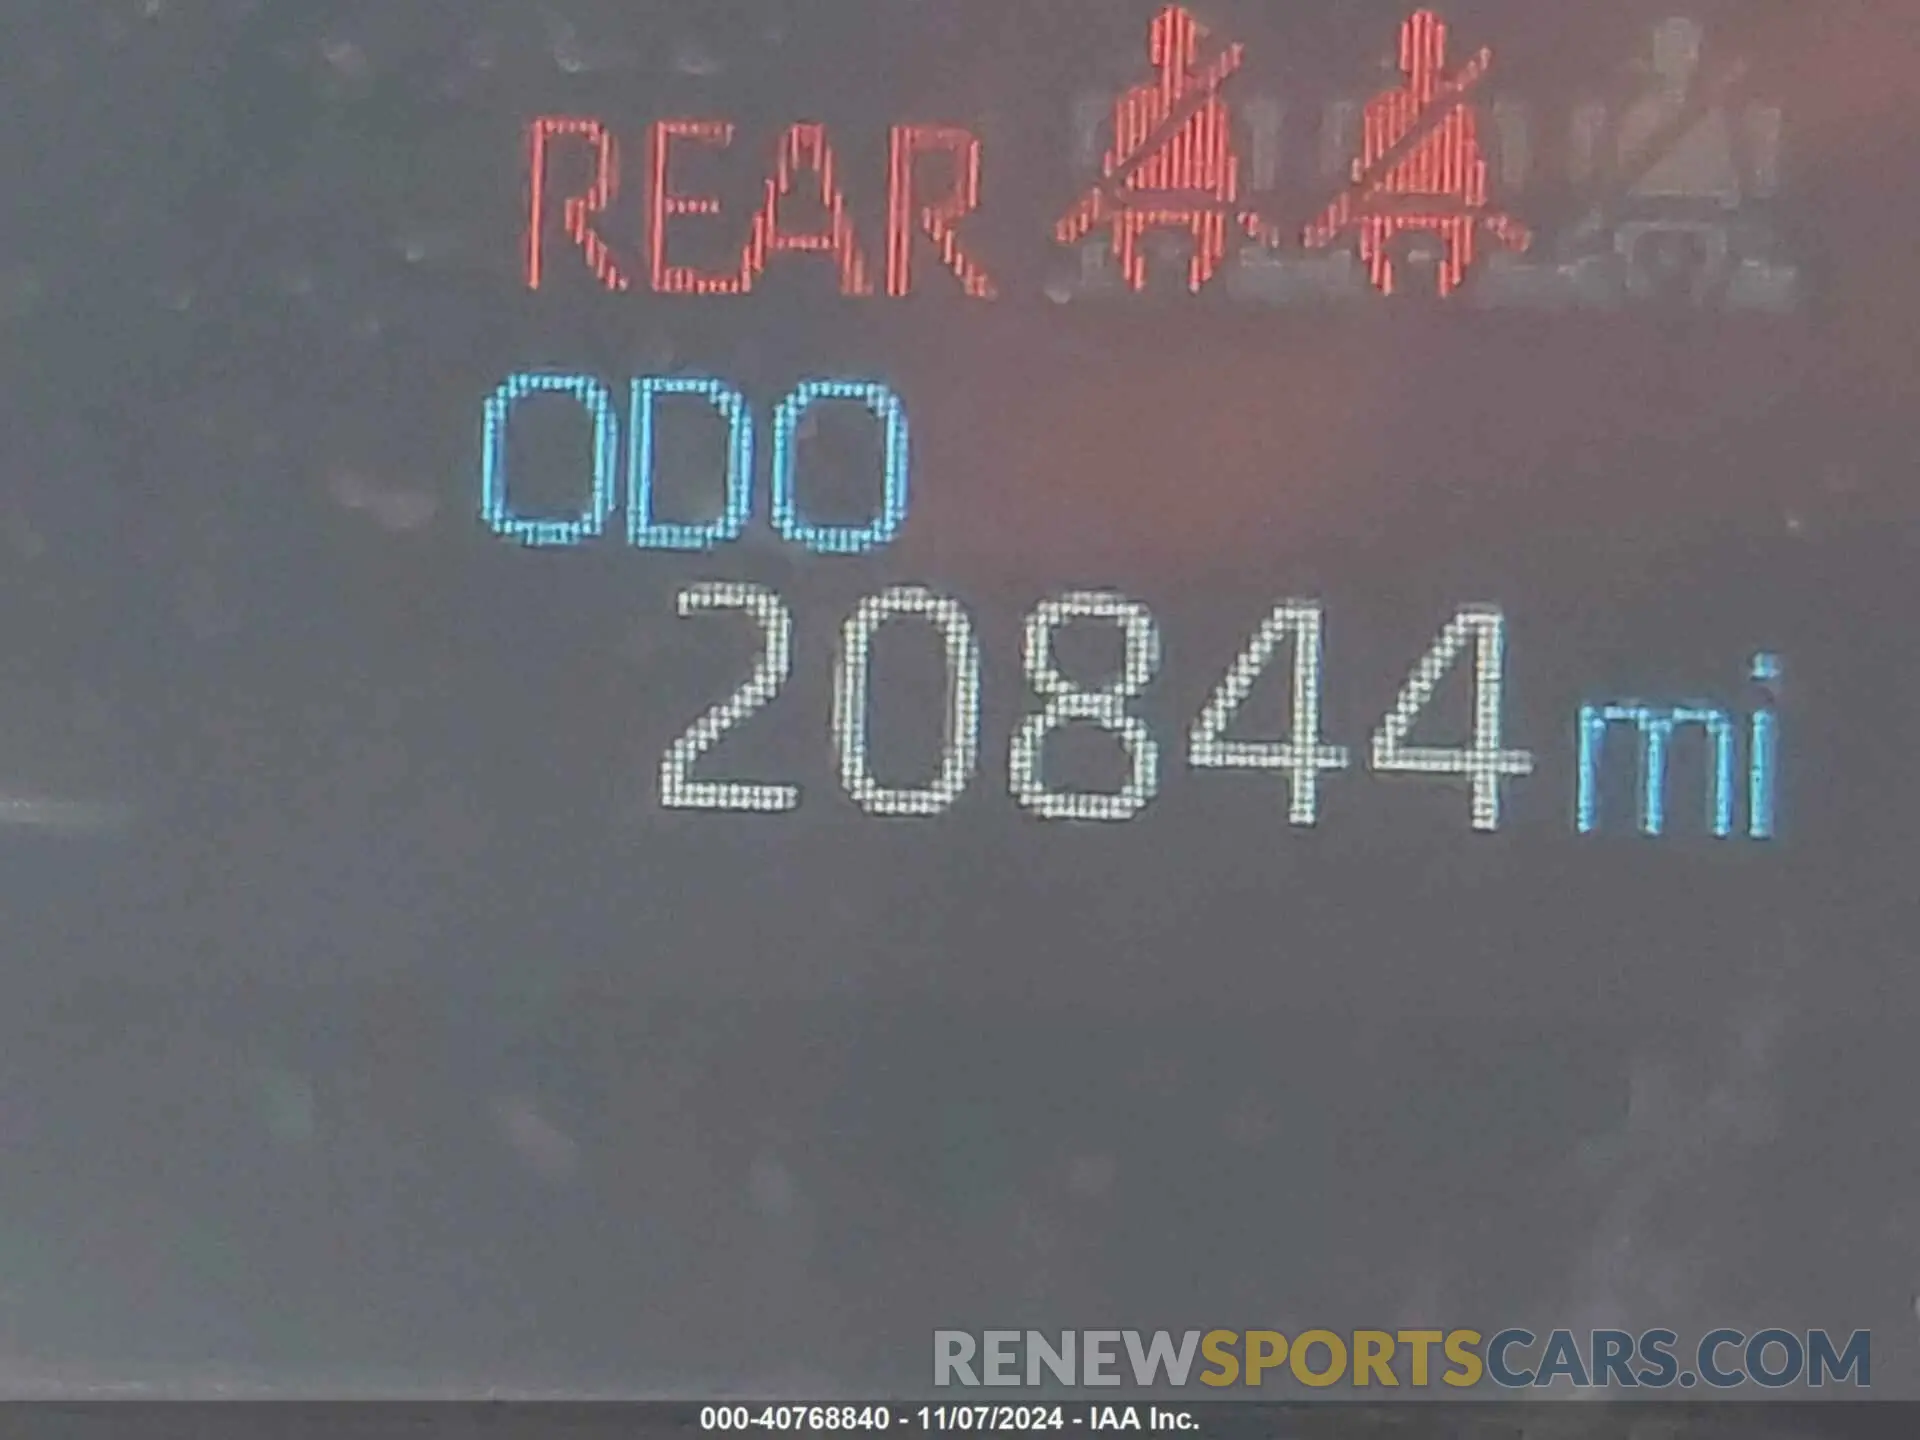 REAR
ODO
20844 mi
RENEWSPORTSCARS.COM
000-40768840 - 11/07/2024 - IAA Inc.